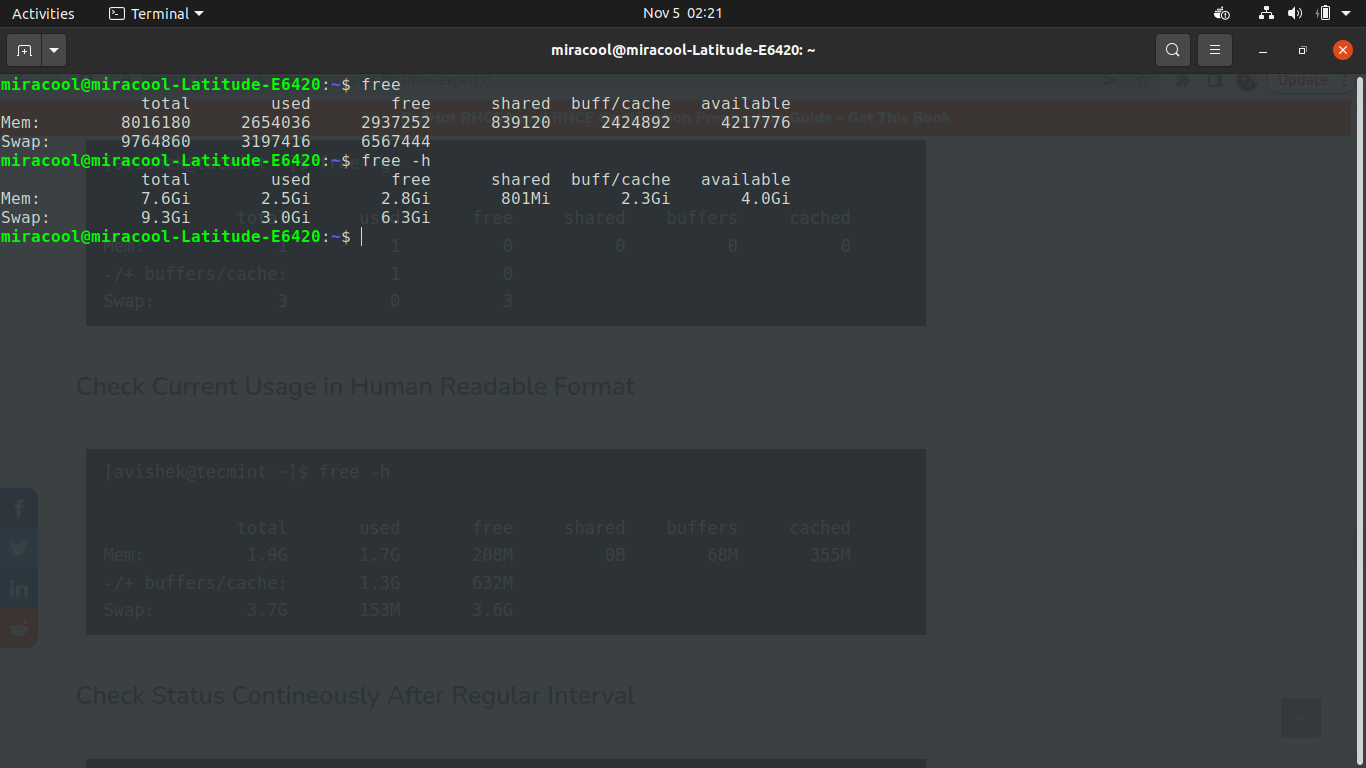 Activities Terminal Nov 5 02:21
miracool@miracool-Latitude-E6420: ~
miracool@miracool-Latitude-E6420:~$ free
total used free shared buff/cache available
Mem: 8016180 2654036 2937252 839120 2424892 4217776
Swap: 9764860 3197416 6567444
miracool@miracool-Latitude-E6420:~$ free -h
total used free shared buff/cache available
Mem: 7.6Gi 2.5Gi 2.8Gi 801Mi 2.3Gi 4.0Gi
Swap: 9.3Gi 3.0Gi 6.3Gi
miracool@miracool-Latitude-E6420:~$
Update
Guide - Get This Book
used free shared buffers cached
Mem: 1 1 0 0 0 0
-/+ buffers/cache: 1 0
Swap: 3 0 3
Check Current Usage in Human Readable Format
[avishek@tecmint ~]$ free -h
total used free shared buffers cached
Mem: 1.9G 1.7G 208M 0B 68M 355M
-/+ buffers/cache: 1.3G 632M
Swap: 3.7G 153M 3.6G
Check Status Contineously After Regular Interval